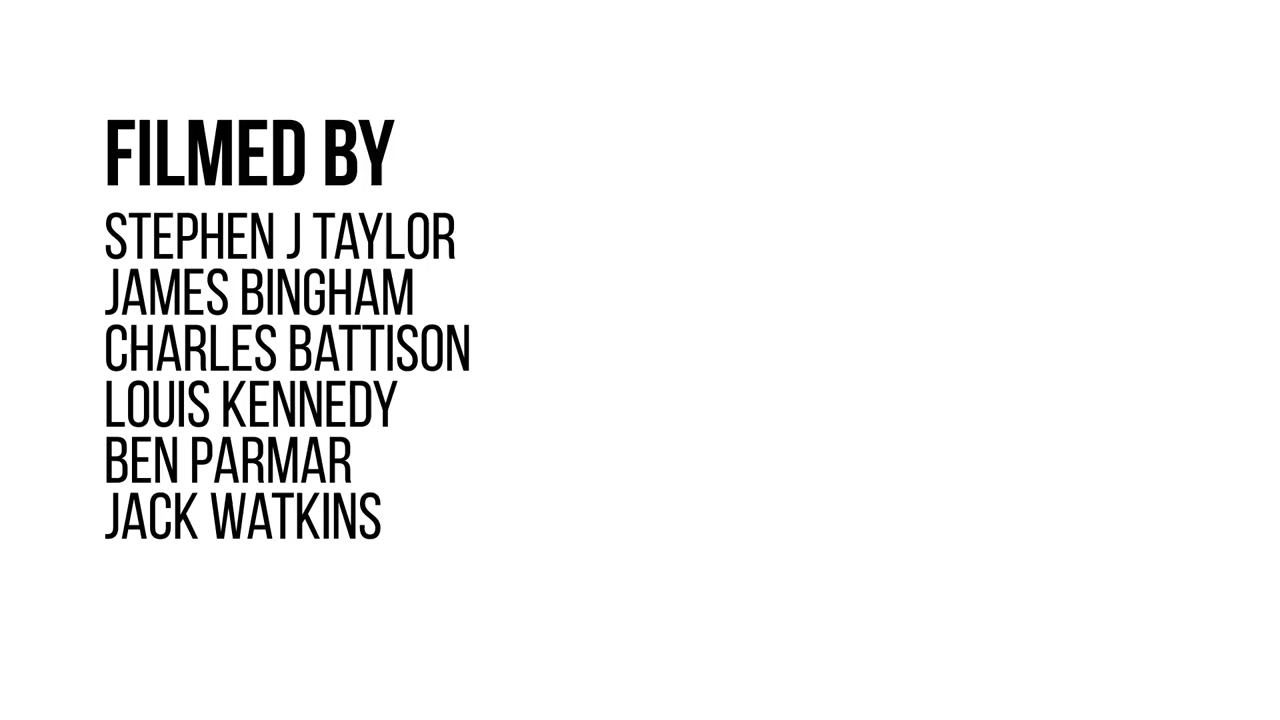 FILMED BY
STEPHEN J TAYLOR
JAMES BINGHAM
CHARLES BATTISON
LOUIS KENNEDY
BEN PARMAR
JACK WATKINS